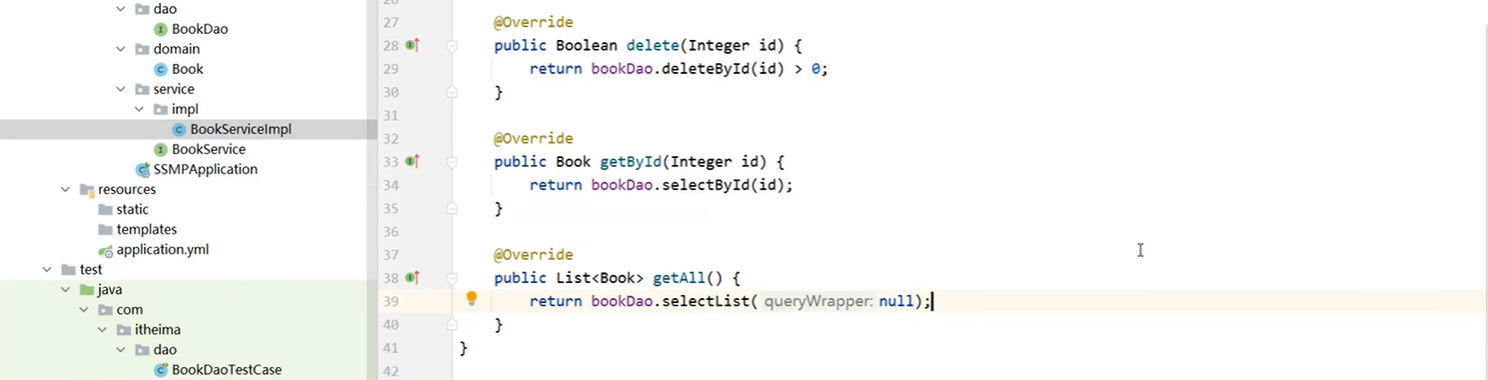 dao
BookDao
domain
Book
service
impl
BookServiceImpl
BookService
SSMPApplication
resources
static
templates
application.yml
test
java
com
itheima
dao
BookDaoTestCase
27 @Override
28 public Boolean delete(Integer id) {
29 return bookDao.deleteById(id) > 0;
30 }
31
32 @Override
33 public Book getById(Integer id) {
34 return bookDao.selectById(id);
35 }
36
37 @Override
38 public List<Book> getAll() {
39 return bookDao.selectList( queryWrapper: null);
40 }
41 }
42